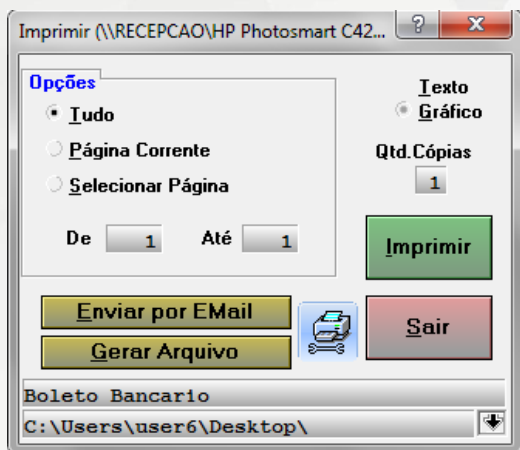 Imprimir (\\RECEPCAO\HP Photosmart C42...
?
X
Opções
Tudo
Página Corrente
Selecionar Página
De 1 Até 1
Texto
Gráfico
Qtd.Cópias
1
Imprimir
Enviar por EMail
Gerar Arquivo
Sair
Boleto Bancario
C:\Users\user6\Desktop\